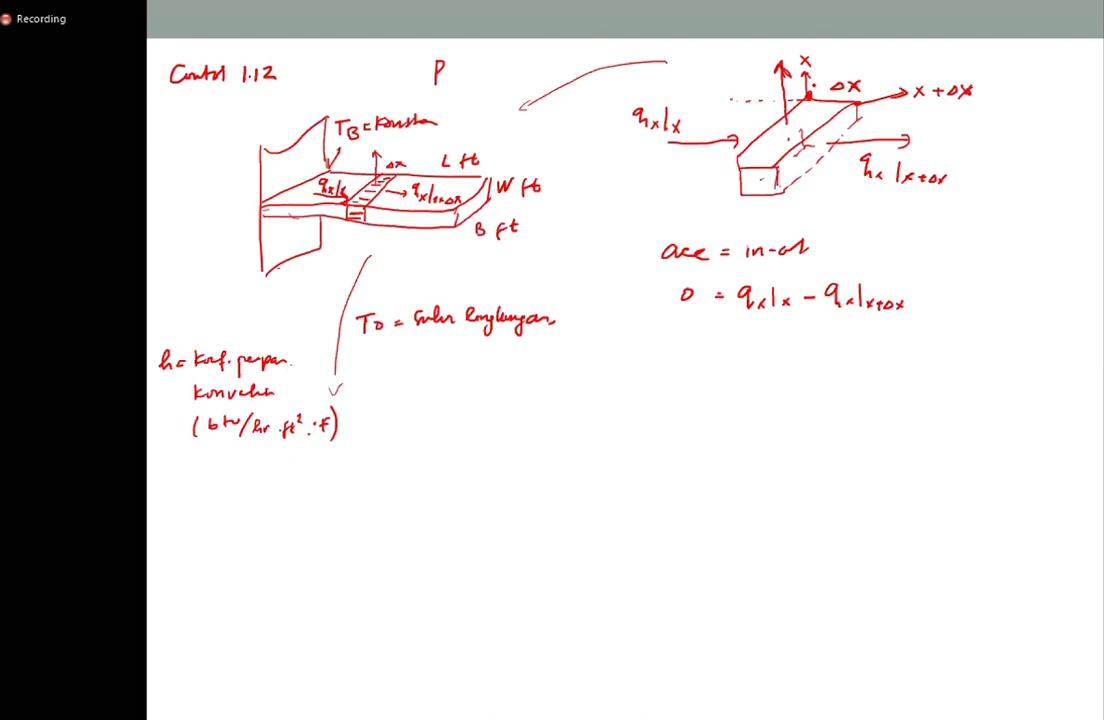 Recording
Contoh 1.12
P
TB = Konstan
Δx
L ft
qx|x
qx|x+Δx
W ft
B ft
T0 = Suhu lingkungan
h = Koef. perpan.
Konveksi
(btu/hr.ft².°F)
x
Δx
x + Δx
qx|x
qx|x+Δx
acc = in-out
0 = qx|x - qx|x+Δx